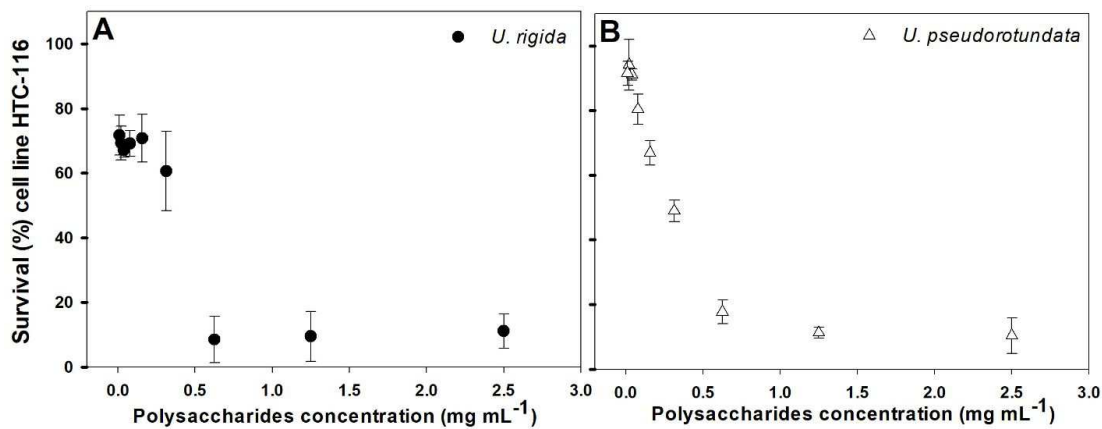 A
U. rigida
Survival (%) cell line HTC-116
100
80
60
40
20
0
0.0 0.5 1.0 1.5 2.0 2.5 3.0
Polysaccharides concentration (mg mL-1)
B
U. pseudorotundata
0.0 0.5 1.0 1.5 2.0 2.5 3.0
Polysaccharides concentration (mg mL-1)